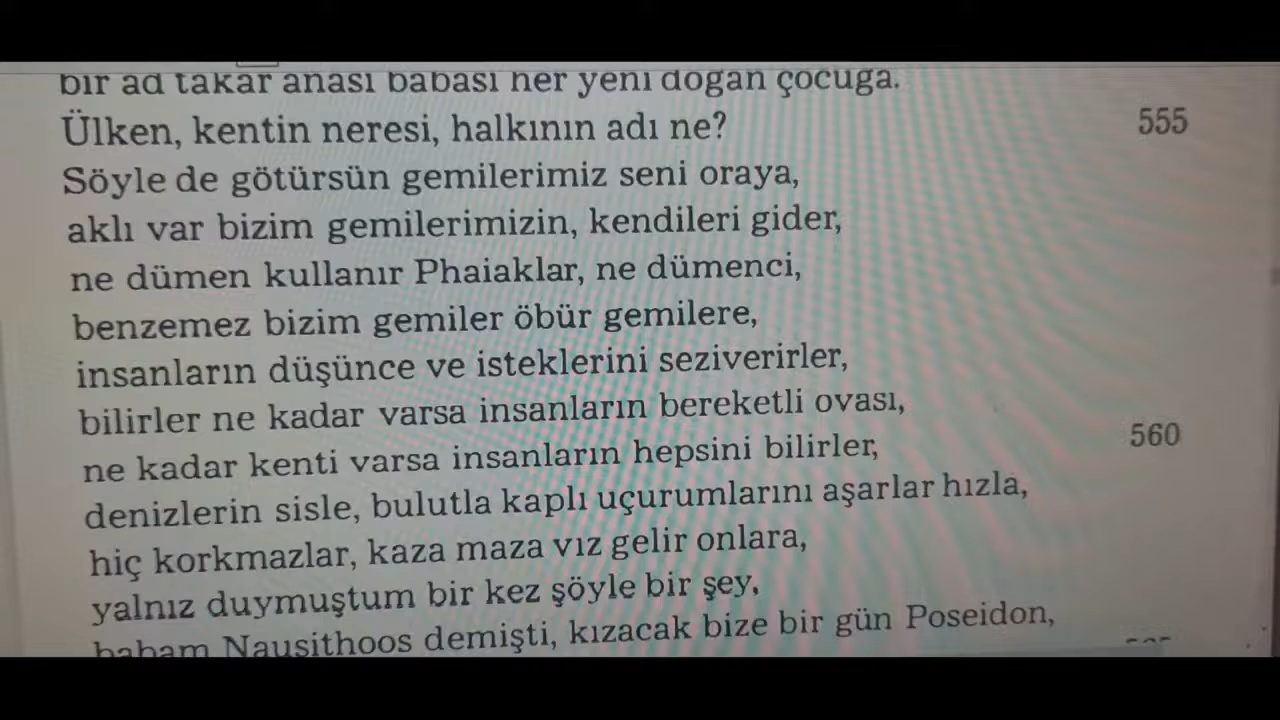 bir ad takar anası babası her yeni doğan çocuğa.
Ülken, kentin neresi, halkının adı ne? 555
Söyle de götürsün gemilerimiz seni oraya,
aklı var bizim gemilerimizin, kendileri gider,
ne dümen kullanır Phaiaklar, ne dümenci,
benzemez bizim gemiler öbür gemilere,
insanların düşünce ve isteklerini seziverirler,
bilirler ne kadar varsa insanların bereketli ovası,
ne kadar kenti varsa insanların hepsini bilirler, 560
denizlerin sisle, bulutla kaplı uçurumlarını aşarlar hızla,
hiç korkmazlar, kaza maza vız gelir onlara,
yalnız duymuştum bir kez şöyle bir şey,
babam Nausithoos demişti, kızacak bize bir gün Poseidon,